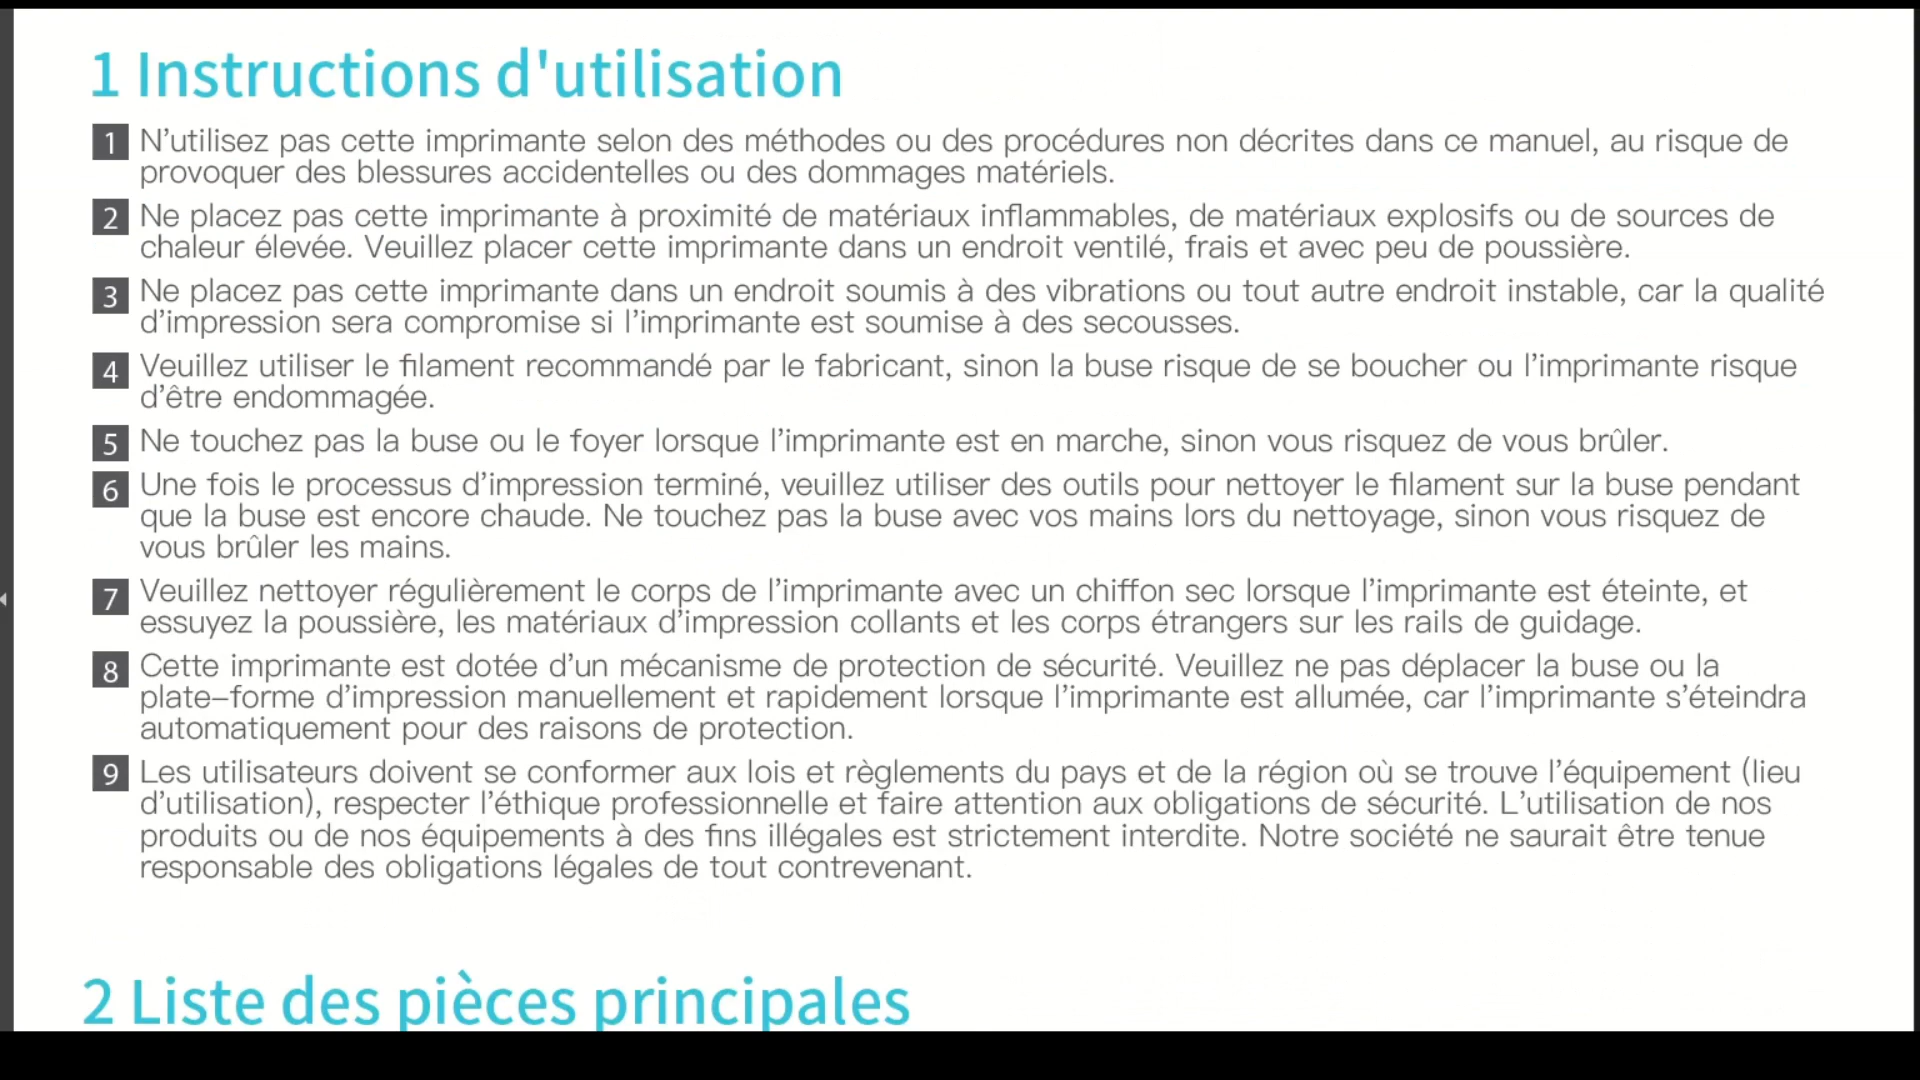 1 Instructions d'utilisation
1 N’utilisez pas cette imprimante selon des méthodes ou des procédures non décrites dans ce manuel, au risque de
provoquer des blessures accidentelles ou des dommages matériels.
2 Ne placez pas cette imprimante à proximité de matériaux inflammables, de matériaux explosifs ou de sources de
chaleur élevée. Veuillez placer cette imprimante dans un endroit ventilé, frais et avec peu de poussière.
3 Ne placez pas cette imprimante dans un endroit soumis à des vibrations ou tout autre endroit instable, car la qualité
d’impression sera compromise si l’imprimante est soumise à des secousses.
4 Veuillez utiliser le filament recommandé par le fabricant, sinon la buse risque de se boucher ou l’imprimante risque
d’être endommagée.
5 Ne touchez pas la buse ou le foyer lorsque l’imprimante est en marche, sinon vous risquez de vous brûler.
6 Une fois le processus d’impression terminé, veuillez utiliser des outils pour nettoyer le filament sur la buse pendant
que la buse est encore chaude. Ne touchez pas la buse avec vos mains lors du nettoyage, sinon vous risquez de
vous brûler les mains.
7 Veuillez nettoyer régulièrement le corps de l’imprimante avec un chiffon sec lorsque l’imprimante est éteinte, et
essuyez la poussière, les matériaux d’impression collants et les corps étrangers sur les rails de guidage.
8 Cette imprimante est dotée d’un mécanisme de protection de sécurité. Veuillez ne pas déplacer la buse ou la
plate–forme d’impression manuellement et rapidement lorsque l’imprimante est allumée, car l’imprimante s’éteindra
automatiquement pour des raisons de protection.
9 Les utilisateurs doivent se conformer aux lois et règlements du pays et de la région où se trouve l’équipement (lieu
d’utilisation), respecter l’éthique professionnelle et faire attention aux obligations de sécurité. L’utilisation de nos
produits ou de nos équipements à des fins illégales est strictement interdite. Notre société ne saurait être tenue
responsable des obligations légales de tout contrevenant.
2 Liste des pièces principales